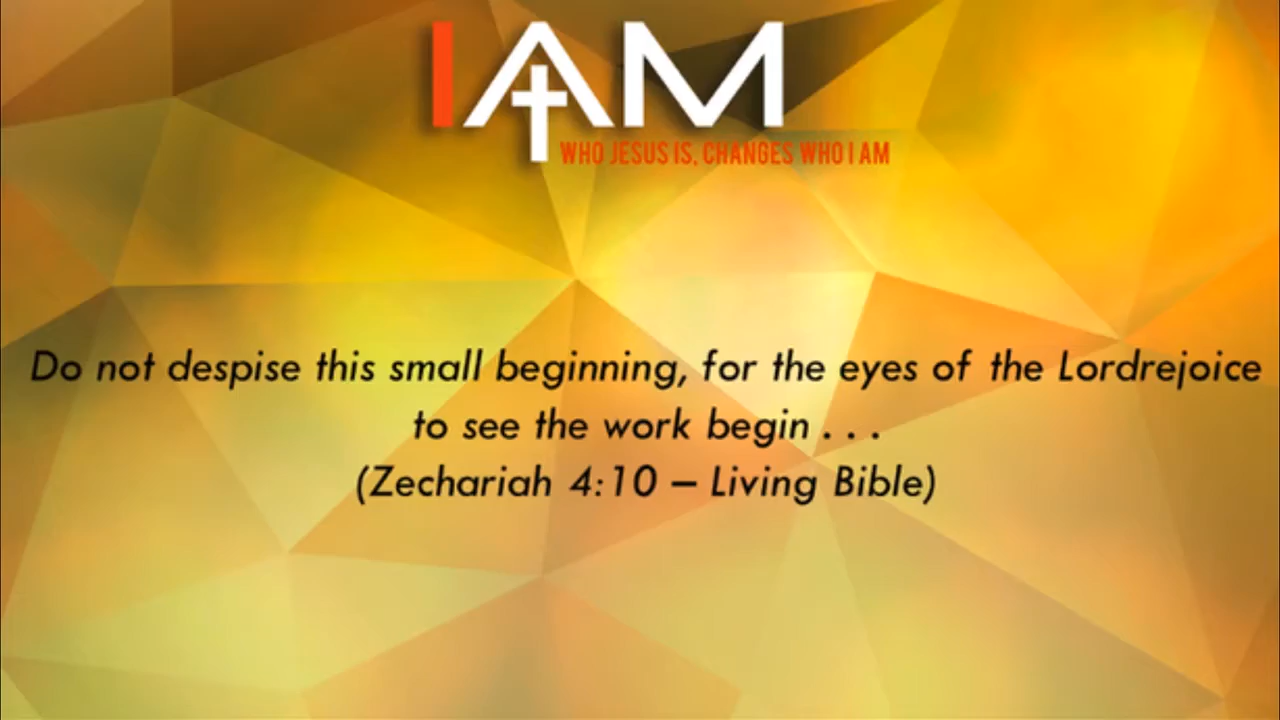 I AM
WHO JESUS IS, CHANGES WHO I AM
Do not despise this small beginning, for the eyes of the Lordrejoice
to see the work begin . . .
(Zechariah 4:10 – Living Bible)